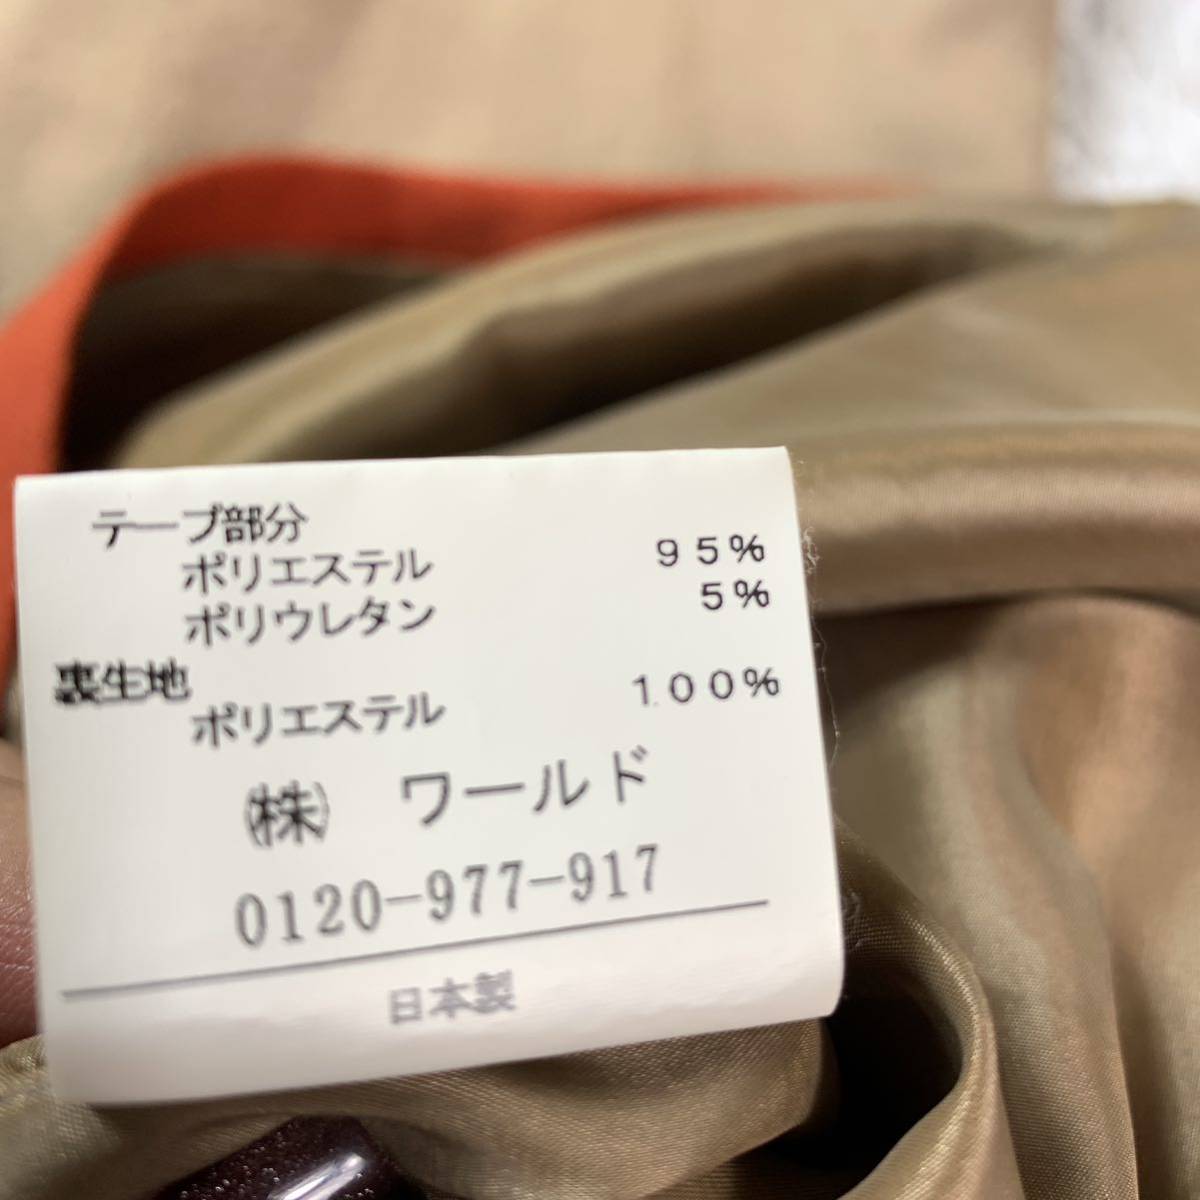 テープ部分
ポリエステル 95%
ポリウレタン 5%
裏生地
ポリエステル 100%
㈱ ワールド
0120-977-917
日本製